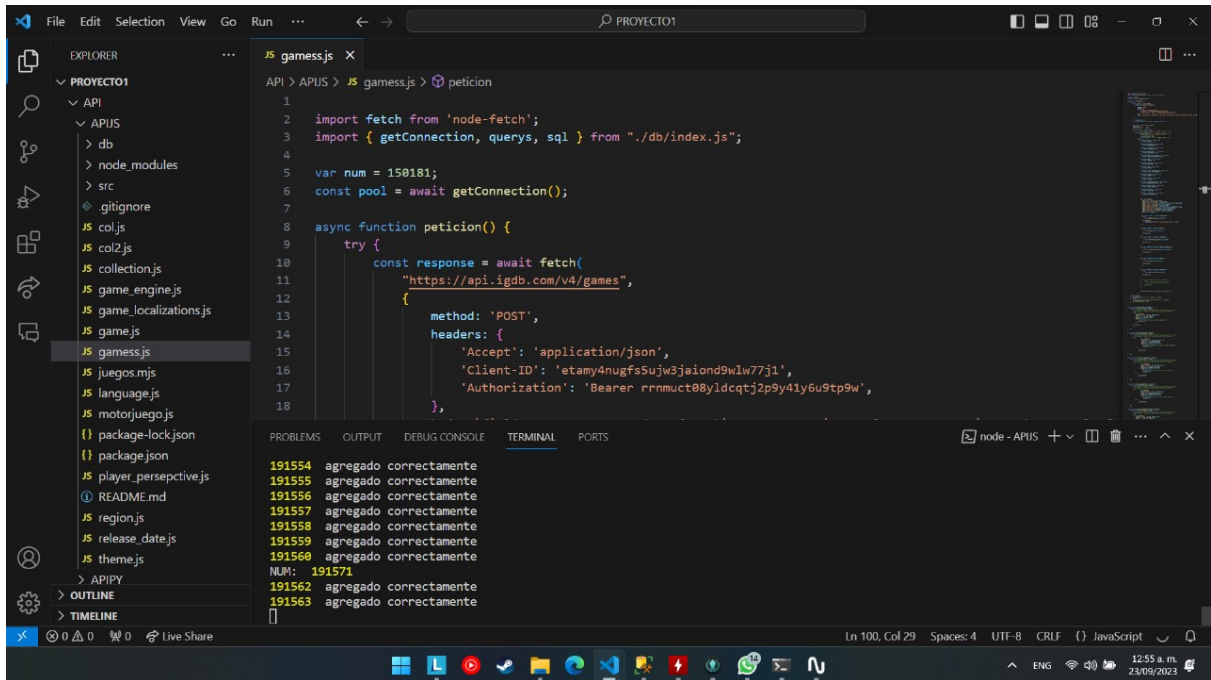 File Edit Selection View Go Run ··· PROYECTO1
EXPLORER ···
PROYECTO1
API
APIJS
db
node_modules
src
.gitignore
JS col.js
JS col2.js
JS collection.js
JS game_engine.js
JS game_localizations.js
JS game.js
JS gamess.js
JS juegos.mjs
JS language.js
JS motorjuego.js
{} package-lock.json
{} package.json
JS player_persepctive.js
README.md
JS region.js
JS release_date.js
JS theme.js
APIPY
OUTLINE
TIMELINE
JS gamess.js
API > APIJS > JS gamess.js > peticion
1
2 import fetch from 'node-fetch';
3 import { getConnection, querys, sql } from "./db/index.js";
4
5 var num = 150181;
6 const pool = await getConnection();
7
8 async function peticion() {
9 try {
10 const response = await fetch(
11 "https://api.igdb.com/v4/games",
12 {
13 method: 'POST',
14 headers: {
15 'Accept': 'application/json',
16 'Client-ID': 'etamy4nugfs5ujw3jaiond9wlw77j1',
17 'Authorization': 'Bearer rrnmuct08yldcqtj2p9y41y6u9tp9w',
18 },
PROBLEMS OUTPUT DEBUG CONSOLE TERMINAL PORTS node - APIJS
191554 agregado correctamente
191555 agregado correctamente
191556 agregado correctamente
191557 agregado correctamente
191558 agregado correctamente
191559 agregado correctamente
191560 agregado correctamente
NUM: 191571
191562 agregado correctamente
191563 agregado correctamente
0 0 0 Live Share Ln 100, Col 29 Spaces: 4 UTF-8 CRLF {} JavaScript
ENG 12:55 a. m.
23/09/2023